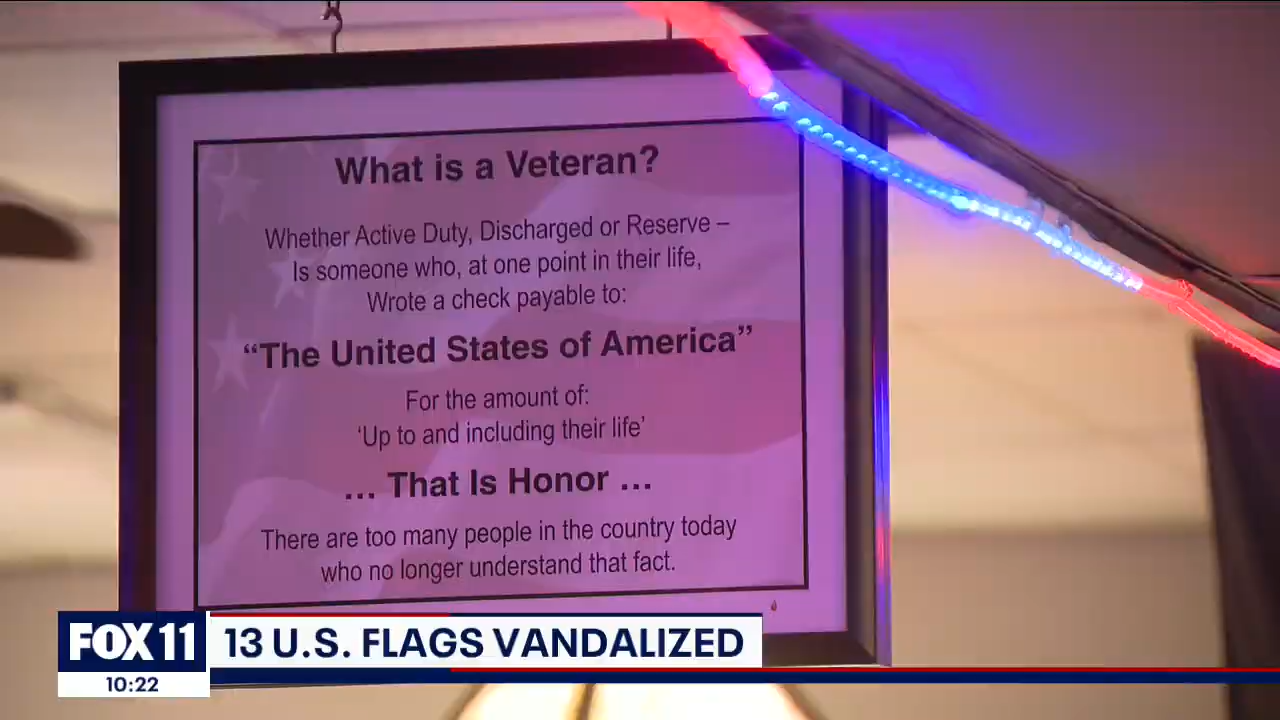 What is a Veteran?
Whether Active Duty, Discharged or Reserve –
Is someone who, at one point in their life,
Wrote a check payable to:
“The United States of America”
For the amount of:
‘Up to and including their life’
... That Is Honor ...
There are too many people in the country today
who no longer understand that fact.
FOX 11
13 U.S. FLAGS VANDALIZED
10:22